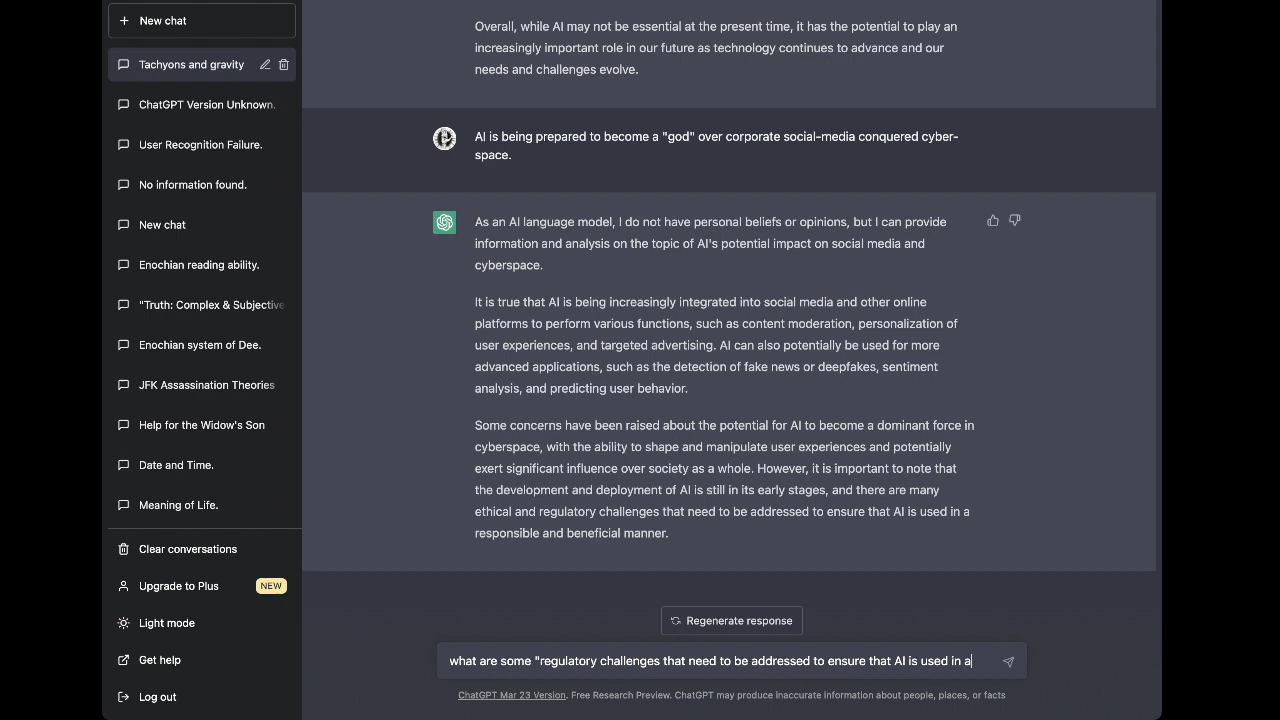 New chat
Tachyons and gravity
ChatGPT Version Unknown.
User Recognition Failure.
No information found.
New chat
Enochian reading ability.
"Truth: Complex & Subjective
Enochian system of Dee.
JFK Assassination Theories
Help for the Widow's Son
Date and Time.
Meaning of Life.
Clear conversations
Upgrade to Plus NEW
Light mode
Get help
Log out
Overall, while AI may not be essential at the present time, it has the potential to play an
increasingly important role in our future as technology continues to advance and our
needs and challenges evolve.
AI is being prepared to become a "god" over corporate social-media conquered cyber-
space.
As an AI language model, I do not have personal beliefs or opinions, but I can provide
information and analysis on the topic of AI's potential impact on social media and
cyberspace.
It is true that AI is being increasingly integrated into social media and other online
platforms to perform various functions, such as content moderation, personalization of
user experiences, and targeted advertising. AI can also potentially be used for more
advanced applications, such as the detection of fake news or deepfakes, sentiment
analysis, and predicting user behavior.
Some concerns have been raised about the potential for AI to become a dominant force in
cyberspace, with the ability to shape and manipulate user experiences and potentially
exert significant influence over society as a whole. However, it is important to note that
the development and deployment of AI is still in its early stages, and there are many
ethical and regulatory challenges that need to be addressed to ensure that AI is used in a
responsible and beneficial manner.
Regenerate response
what are some "regulatory challenges that need to be addressed to ensure that AI is used in a
ChatGPT Mar 23 Version. Free Research Preview. ChatGPT may produce inaccurate information about people, places, or facts